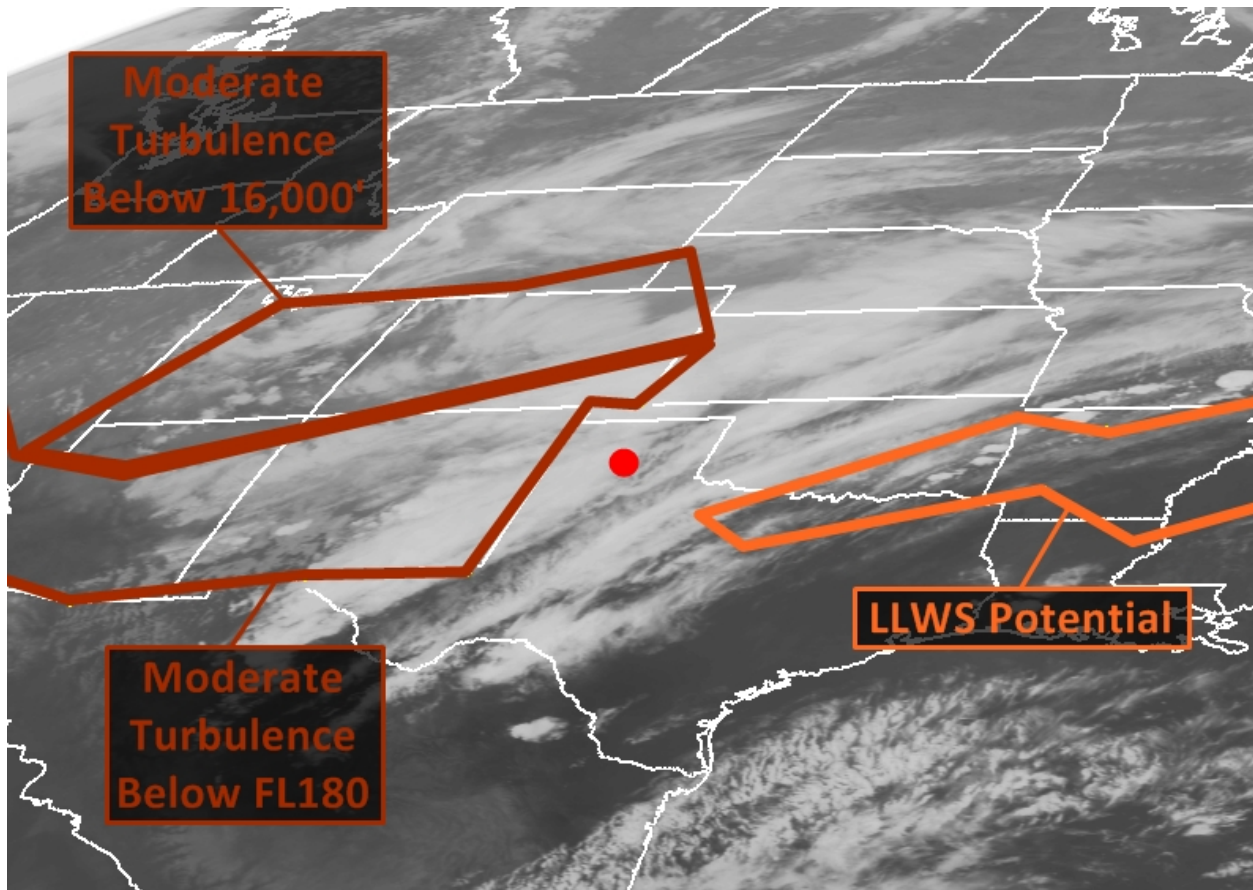 Moderate
Turbulence
Below 16,000'
LLWS Potential
Moderate
Turbulence
Below FL180